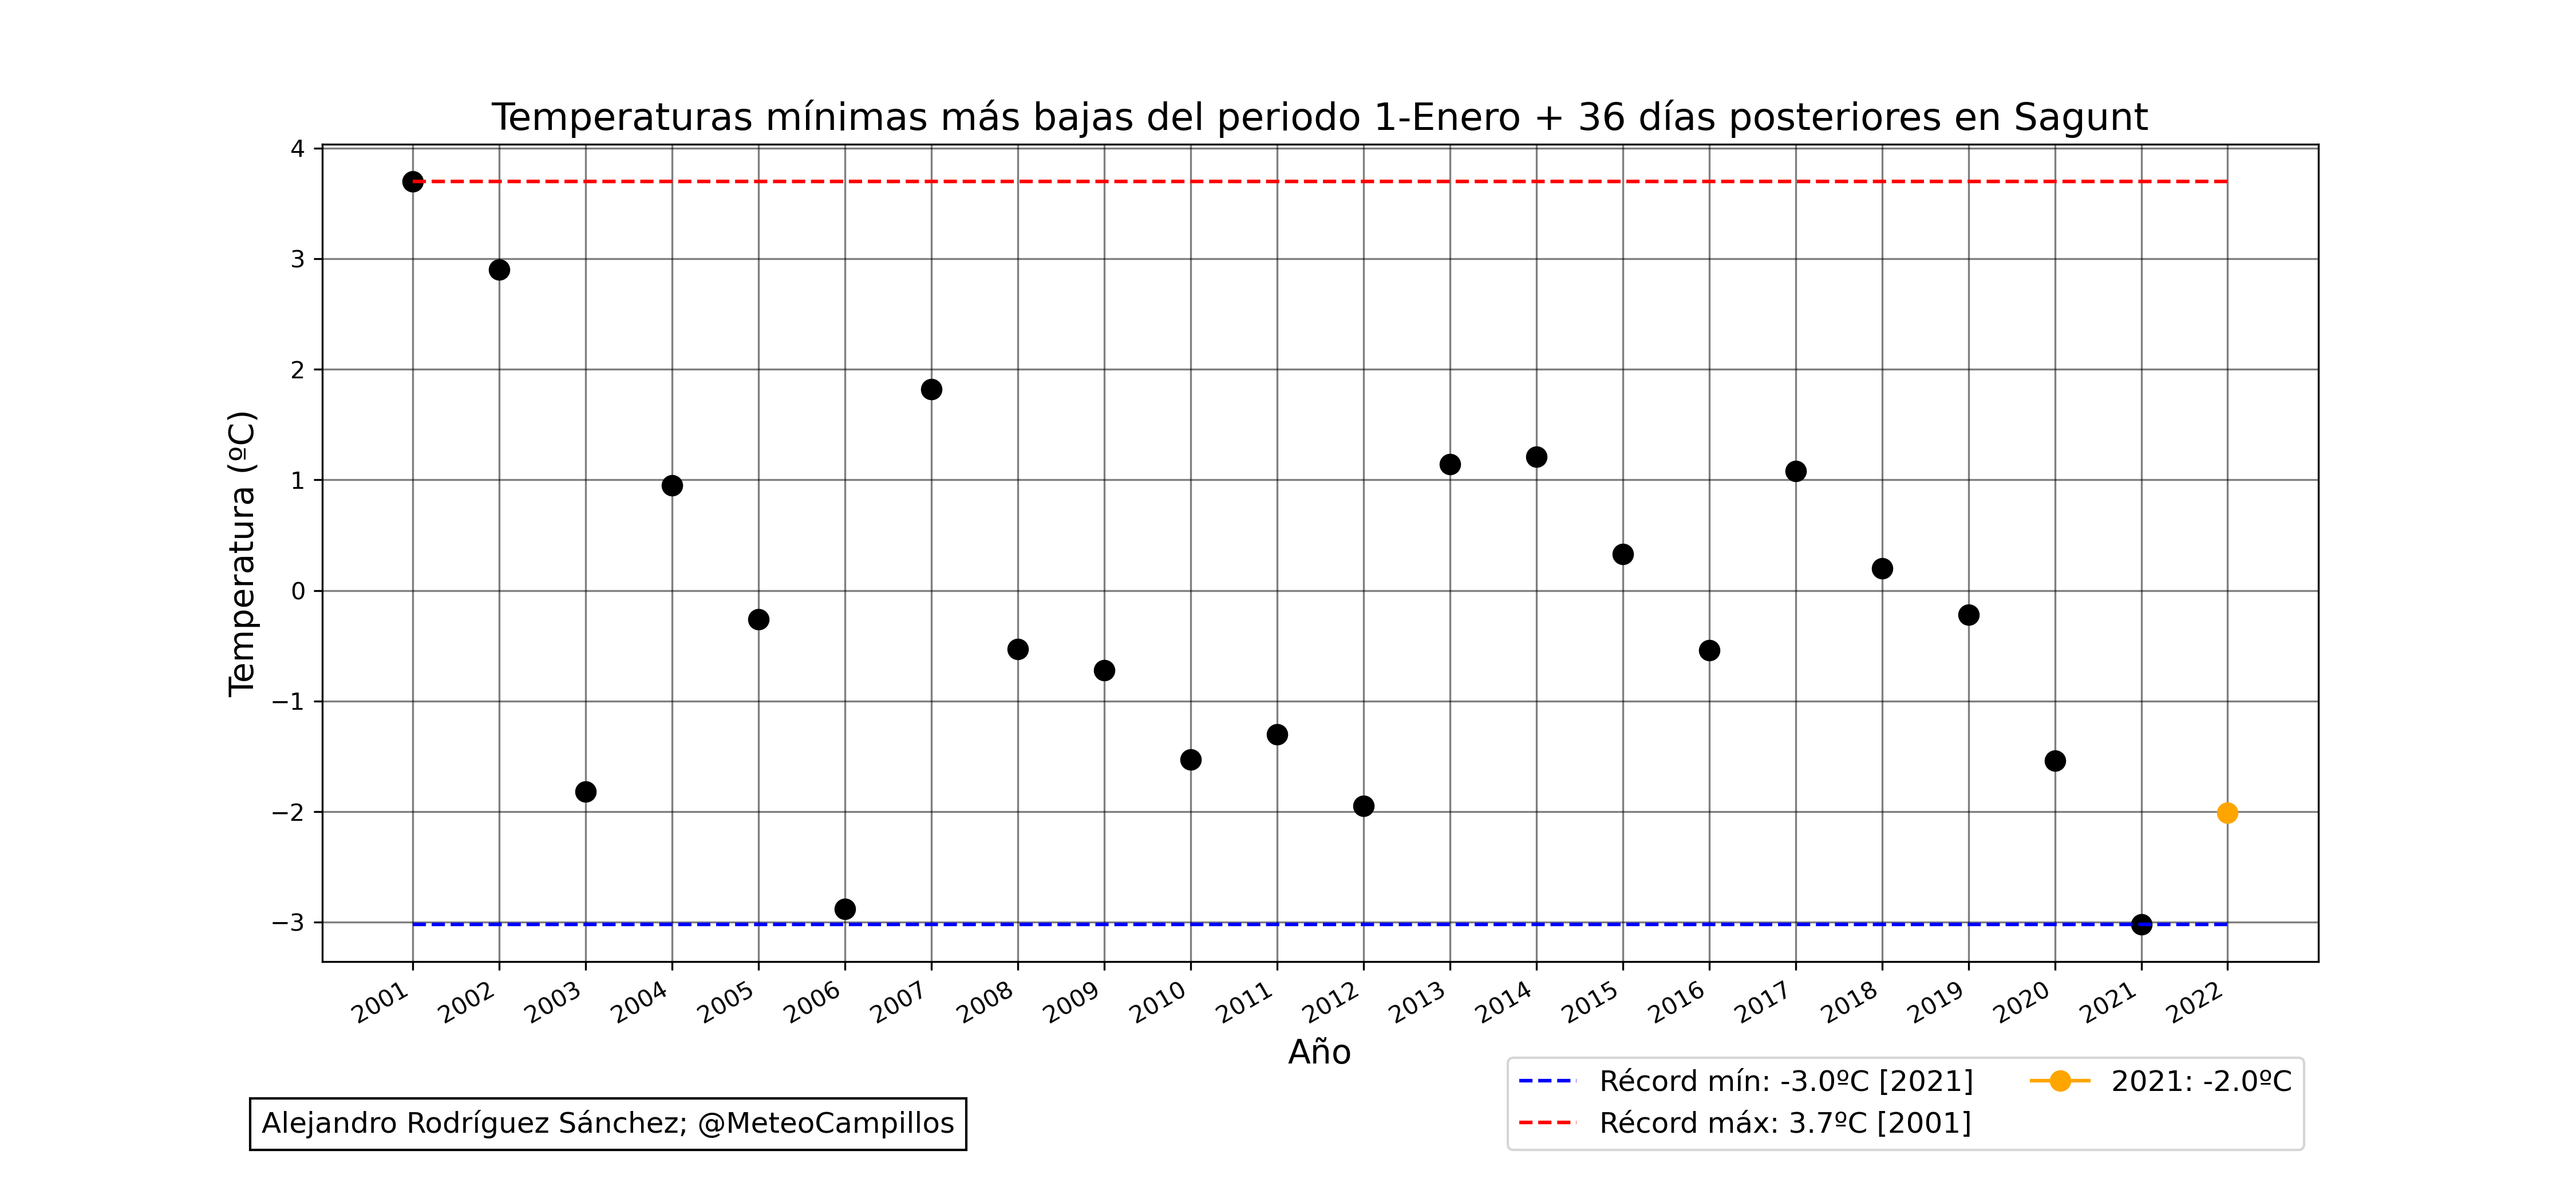 Temperaturas mínimas más bajas del periodo 1-Enero + 36 días posteriores en Sagunt
Temperatura (ºC)
4
3
2
1
0
−1
−2
−3
2001 2002 2003 2004 2005 2006 2007 2008 2009 2010 2011 2012 2013 2014 2015 2016 2017 2018 2019 2020 2021 2022
Año
Récord mín: -3.0ºC [2021]
Récord máx: 3.7ºC [2001]
2021: -2.0ºC
Alejandro Rodríguez Sánchez; @MeteoCampillos